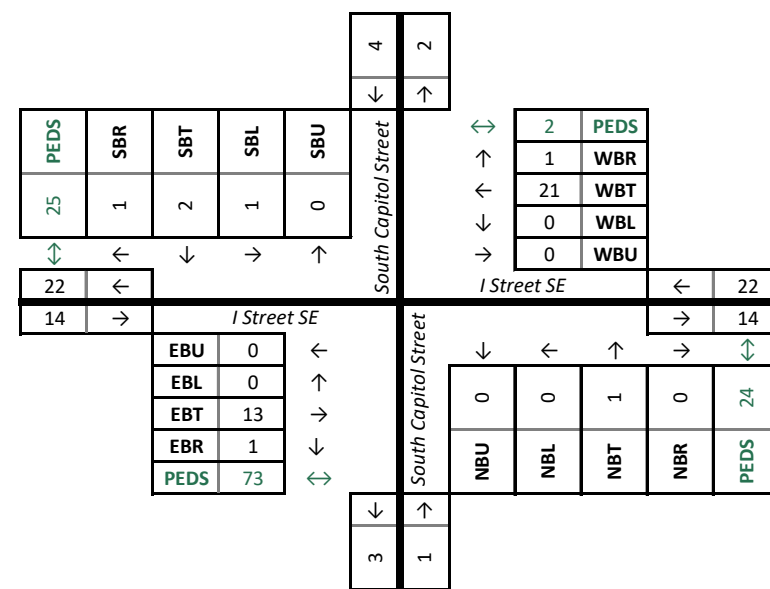 4 2
↓ ↑
PEDS SBR SBT SBL SBU
25 1 2 1 0
↕ ← ↓ → ↑
South Capitol Street
↔ 2 PEDS
↑ 1 WBR
← 21 WBT
↓ 0 WBL
→ 0 WBU
22 ←
I Street SE
← 22
14 →
I Street SE
→ 14
EBU 0 ←
EBL 0 ↑
EBT 13 →
EBR 1 ↓
PEDS 73 ↔
South Capitol Street
↓ ← ↑ → ↕
0 0 1 0 24
NBU NBL NBT NBR PEDS
↓ ↑
3 1